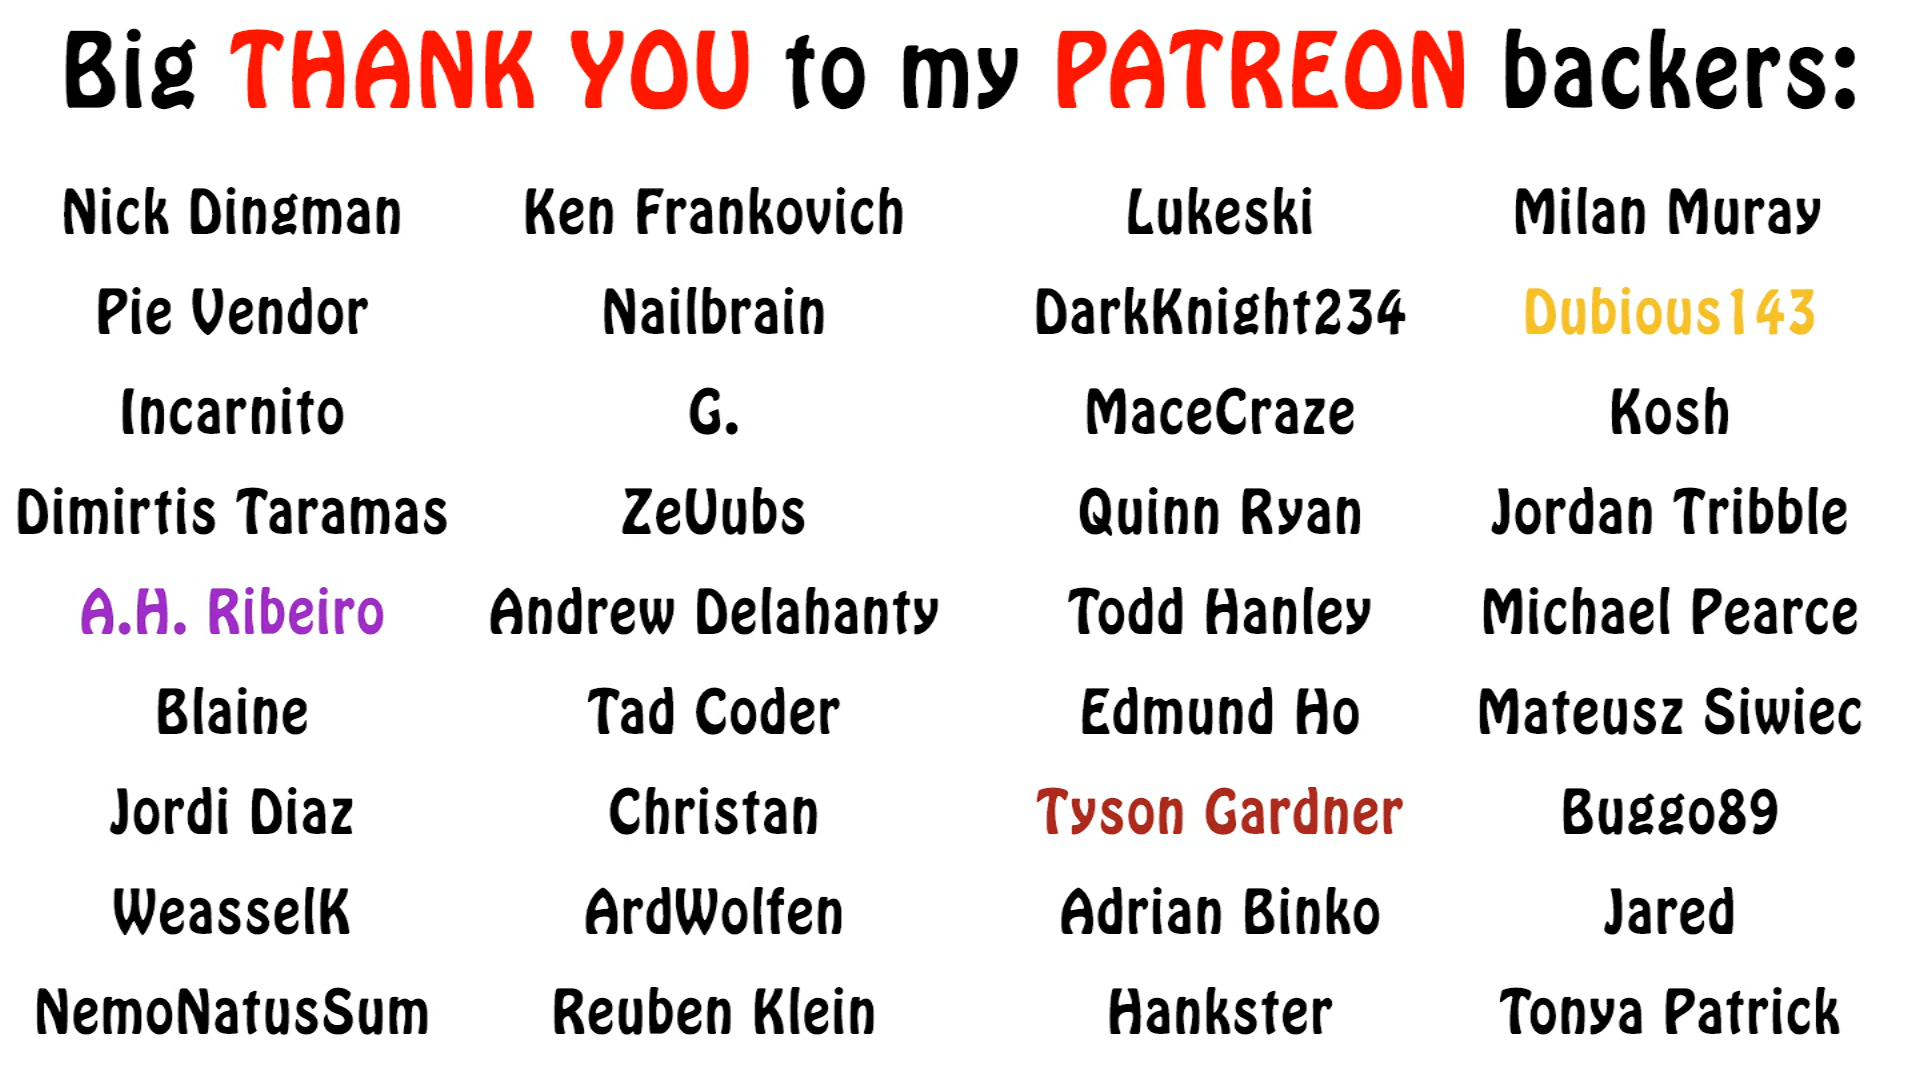 Big THANK YOU to my PATREON backers:
Nick Dingman Ken Frankovich Lukeski Milan Muray
Pie Vendor Nailbrain DarkKnight234 Dubious143
Incarnito G. MaceCraze Kosh
Dimirtis Taramas ZeUubs Quinn Ryan Jordan Tribble
A.H. Ribeiro Andrew Delahanty Todd Hanley Michael Pearce
Blaine Tad Coder Edmund Ho Mateusz Siwiec
Jordi Diaz Christan Tyson Gardner Buggo89
WeasselK ArdWolfen Adrian Binko Jared
NemoNatusSum Reuben Klein Hankster Tonya Patrick